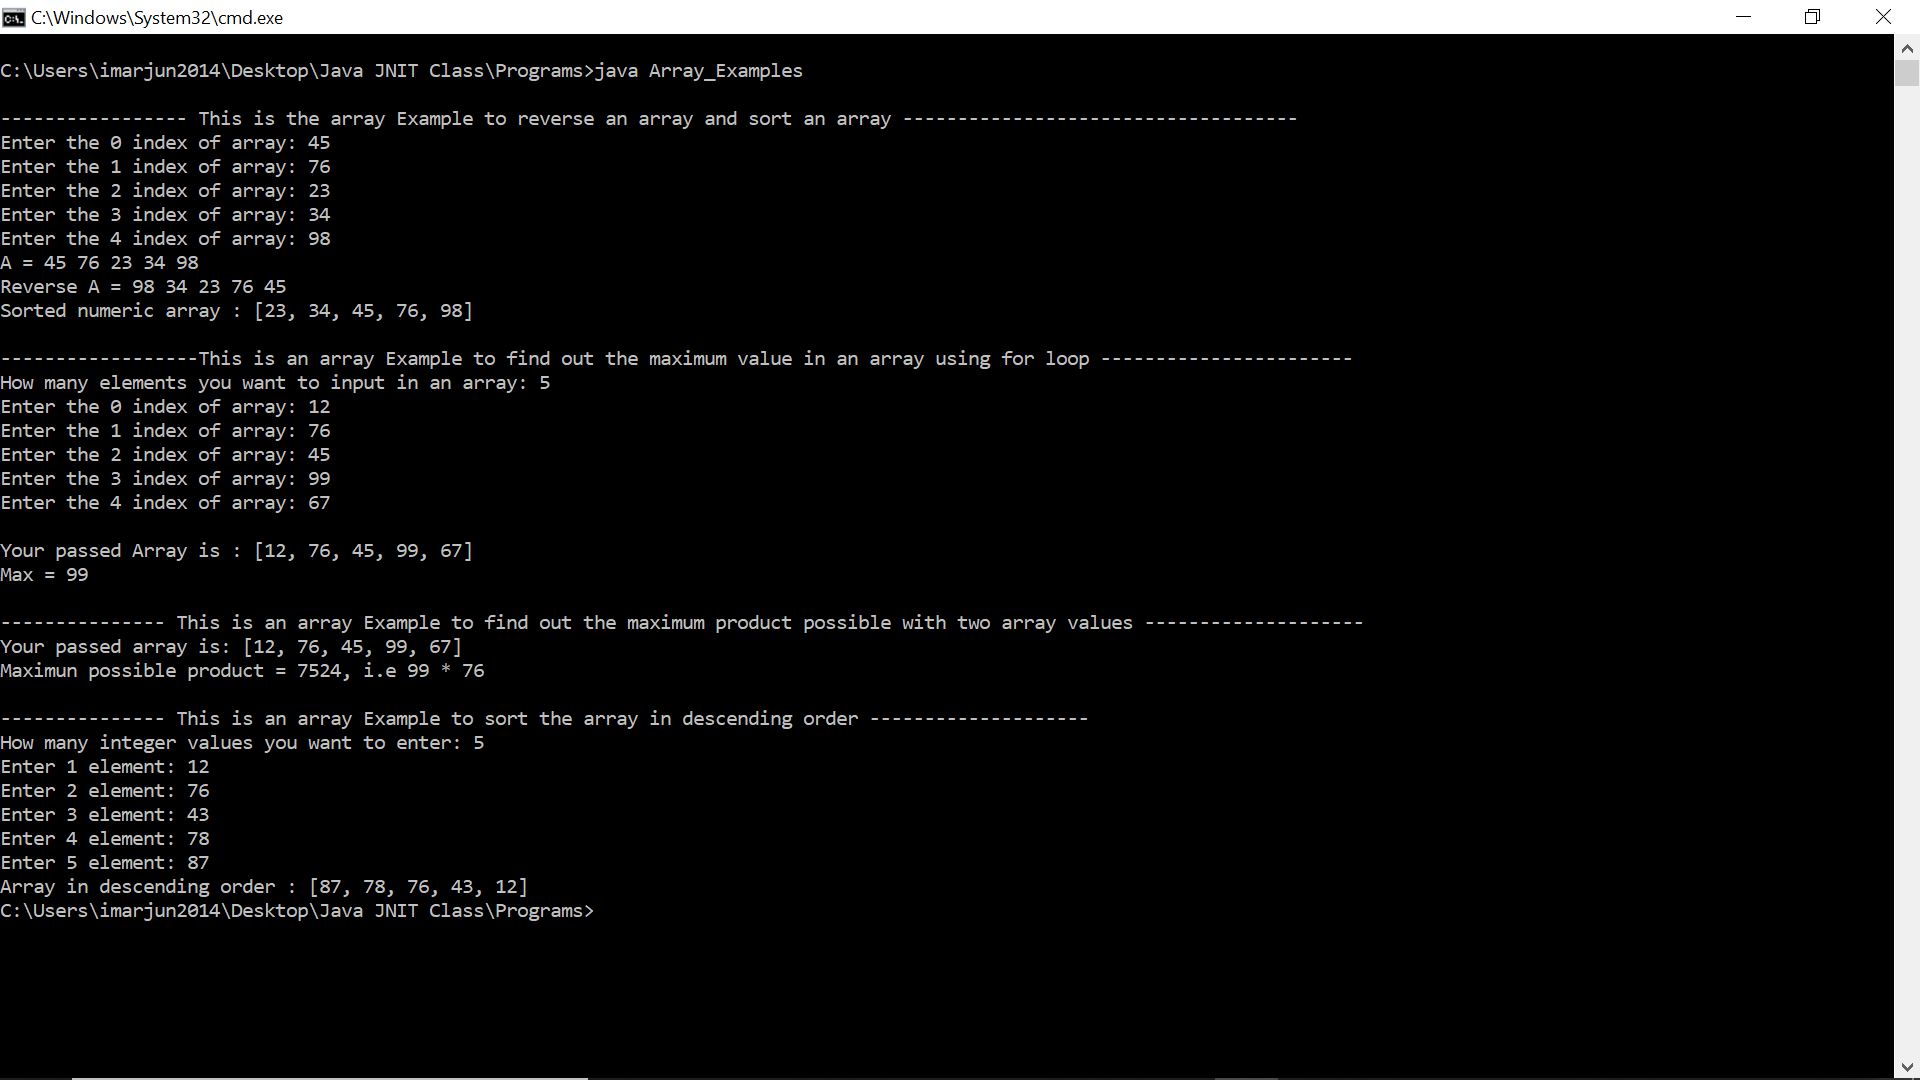 C:\Windows\System32\cmd.exe
C:\Users\imarjun2014\Desktop\Java JNIT Class\Programs>java Array_Examples
----------------- This is the array Example to reverse an array and sort an array ------------------------------------
Enter the 0 index of array: 45
Enter the 1 index of array: 76
Enter the 2 index of array: 23
Enter the 3 index of array: 34
Enter the 4 index of array: 98
A = 45 76 23 34 98
Reverse A = 98 34 23 76 45
Sorted numeric array : [23, 34, 45, 76, 98]
------------------This is an array Example to find out the maximum value in an array using for loop -----------------------
How many elements you want to input in an array: 5
Enter the 0 index of array: 12
Enter the 1 index of array: 76
Enter the 2 index of array: 45
Enter the 3 index of array: 99
Enter the 4 index of array: 67
Your passed Array is : [12, 76, 45, 99, 67]
Max = 99
--------------- This is an array Example to find out the maximum product possible with two array values --------------------
Your passed array is: [12, 76, 45, 99, 67]
Maximun possible product = 7524, i.e 99 * 76
--------------- This is an array Example to sort the array in descending order --------------------
How many integer values you want to enter: 5
Enter 1 element: 12
Enter 2 element: 76
Enter 3 element: 43
Enter 4 element: 78
Enter 5 element: 87
Array in descending order : [87, 78, 76, 43, 12]
C:\Users\imarjun2014\Desktop\Java JNIT Class\Programs>